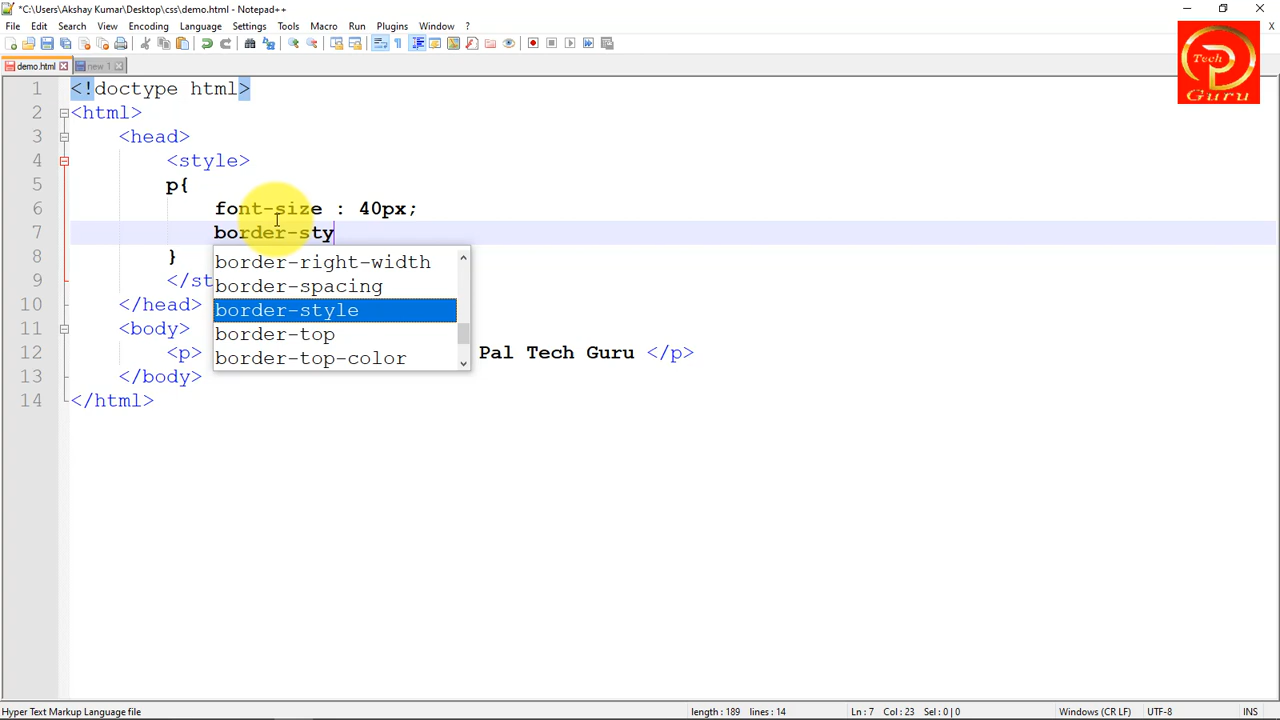 *C:\Users\Akshay Kumar\Desktop\css\demo.html - Notepad++
File Edit Search View Encoding Language Settings Tools Macro Run Plugins Window ?
X
demo.html new 1
Tech
Guru
1 <!doctype html>
2 <html>
3 <head>
4 <style>
5 p{
6 font-size : 40px;
7 border-sty
8 }
9 </st
border-right-width
border-spacing
border-style
border-top
border-top-color
10 </head>
11 <body>
12 <p> Pal Tech Guru </p>
13 </body>
14 </html>
Hyper Text Markup Language file length : 189 lines : 14 Ln : 7 Col : 23 Sel : 0 | 0 Windows (CR LF) UTF-8 INS